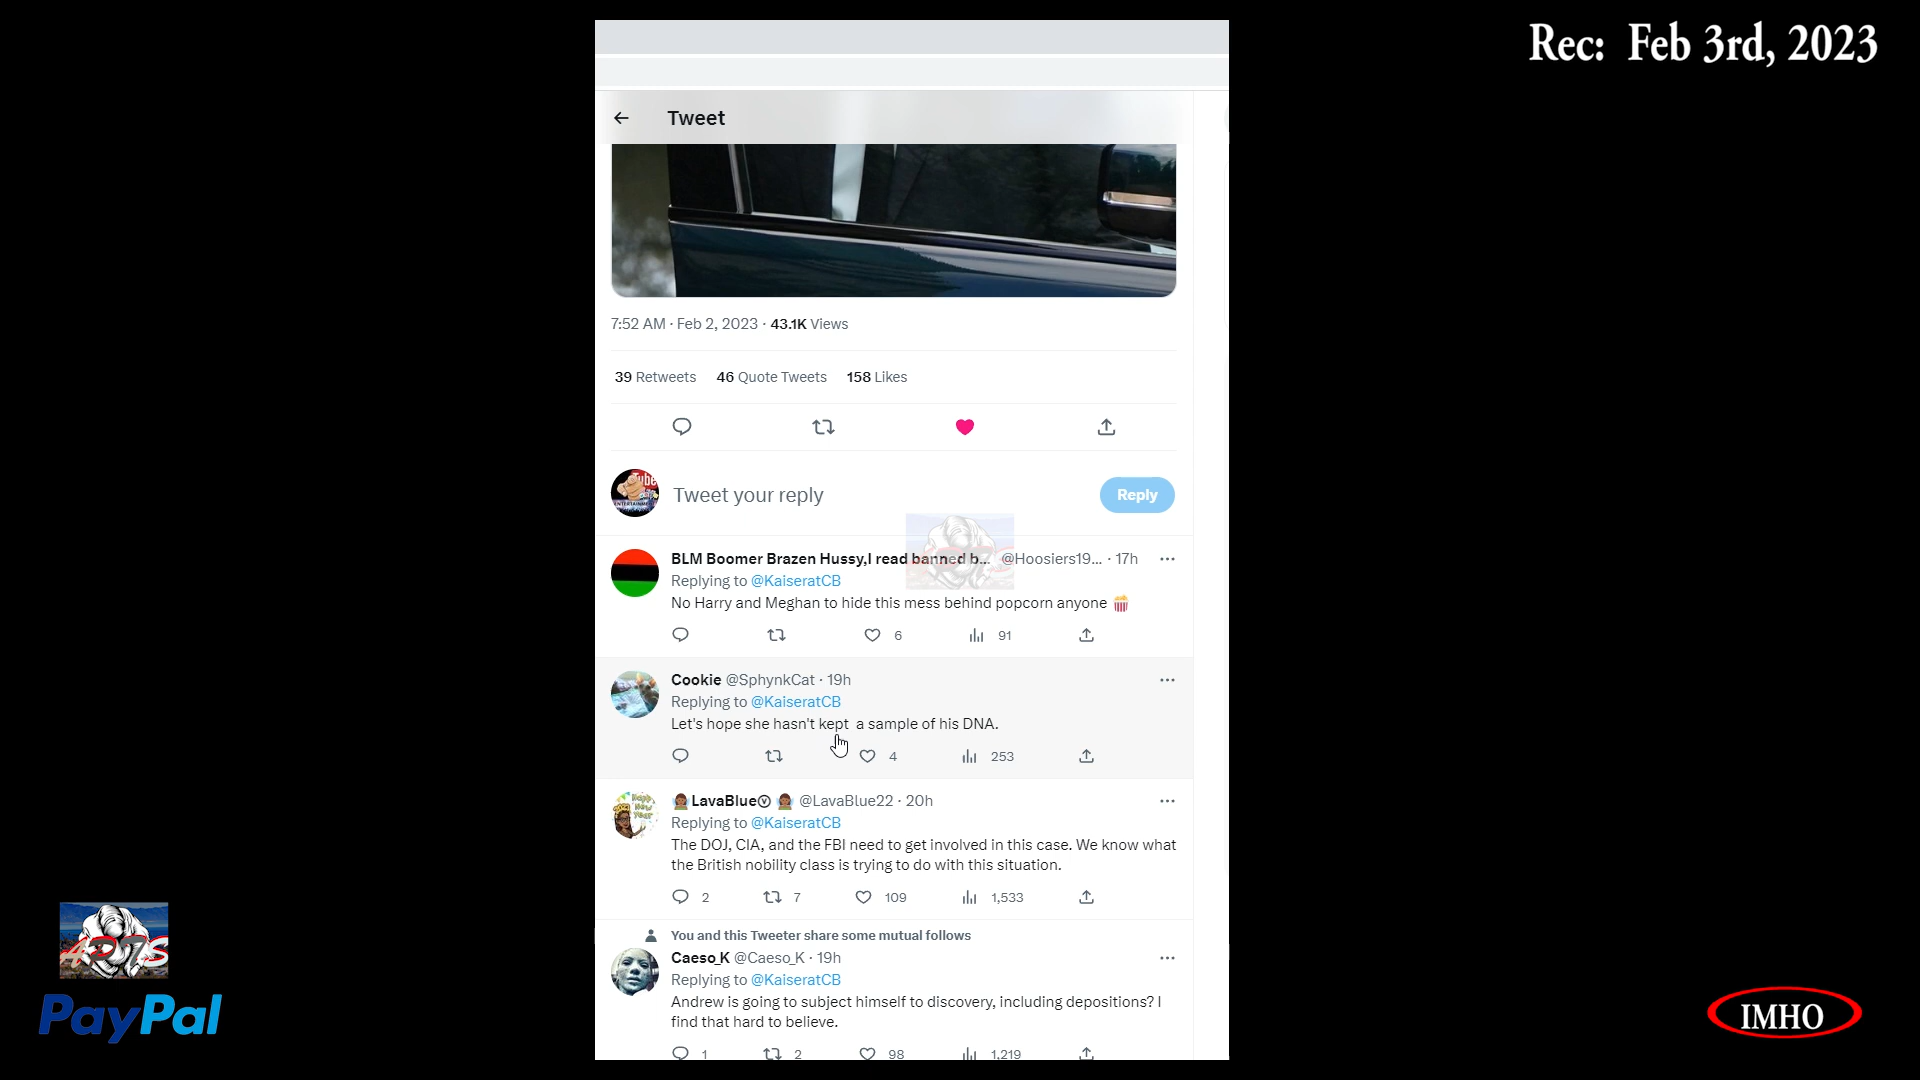 Rec: Feb 3rd, 2023
Tweet
7:52 AM · Feb 2, 2023 · 43.1K Views
39 Retweets 46 Quote Tweets 158 Likes
Tweet your reply
Reply
BLM Boomer Brazen Hussy,I read banned b... @Hoosiers19... · 17h
Replying to @KaiseratCB
No Harry and Meghan to hide this mess behind popcorn anyone 🍿
6 91
Cookie @SphynkCat · 19h
Replying to @KaiseratCB
Let's hope she hasn't kept a sample of his DNA.
4 253
LavaBlueⓥ @LavaBlue22 · 20h
Replying to @KaiseratCB
The DOJ, CIA, and the FBI need to get involved in this case. We know what
the British nobility class is trying to do with this situation.
2 7 109 1,533
You and this Tweeter share some mutual follows
Caeso_K @Caeso_K · 19h
Replying to @KaiseratCB
Andrew is going to subject himself to discovery, including depositions? I
find that hard to believe.
1 2 98 1,219
PayPal
IMHO